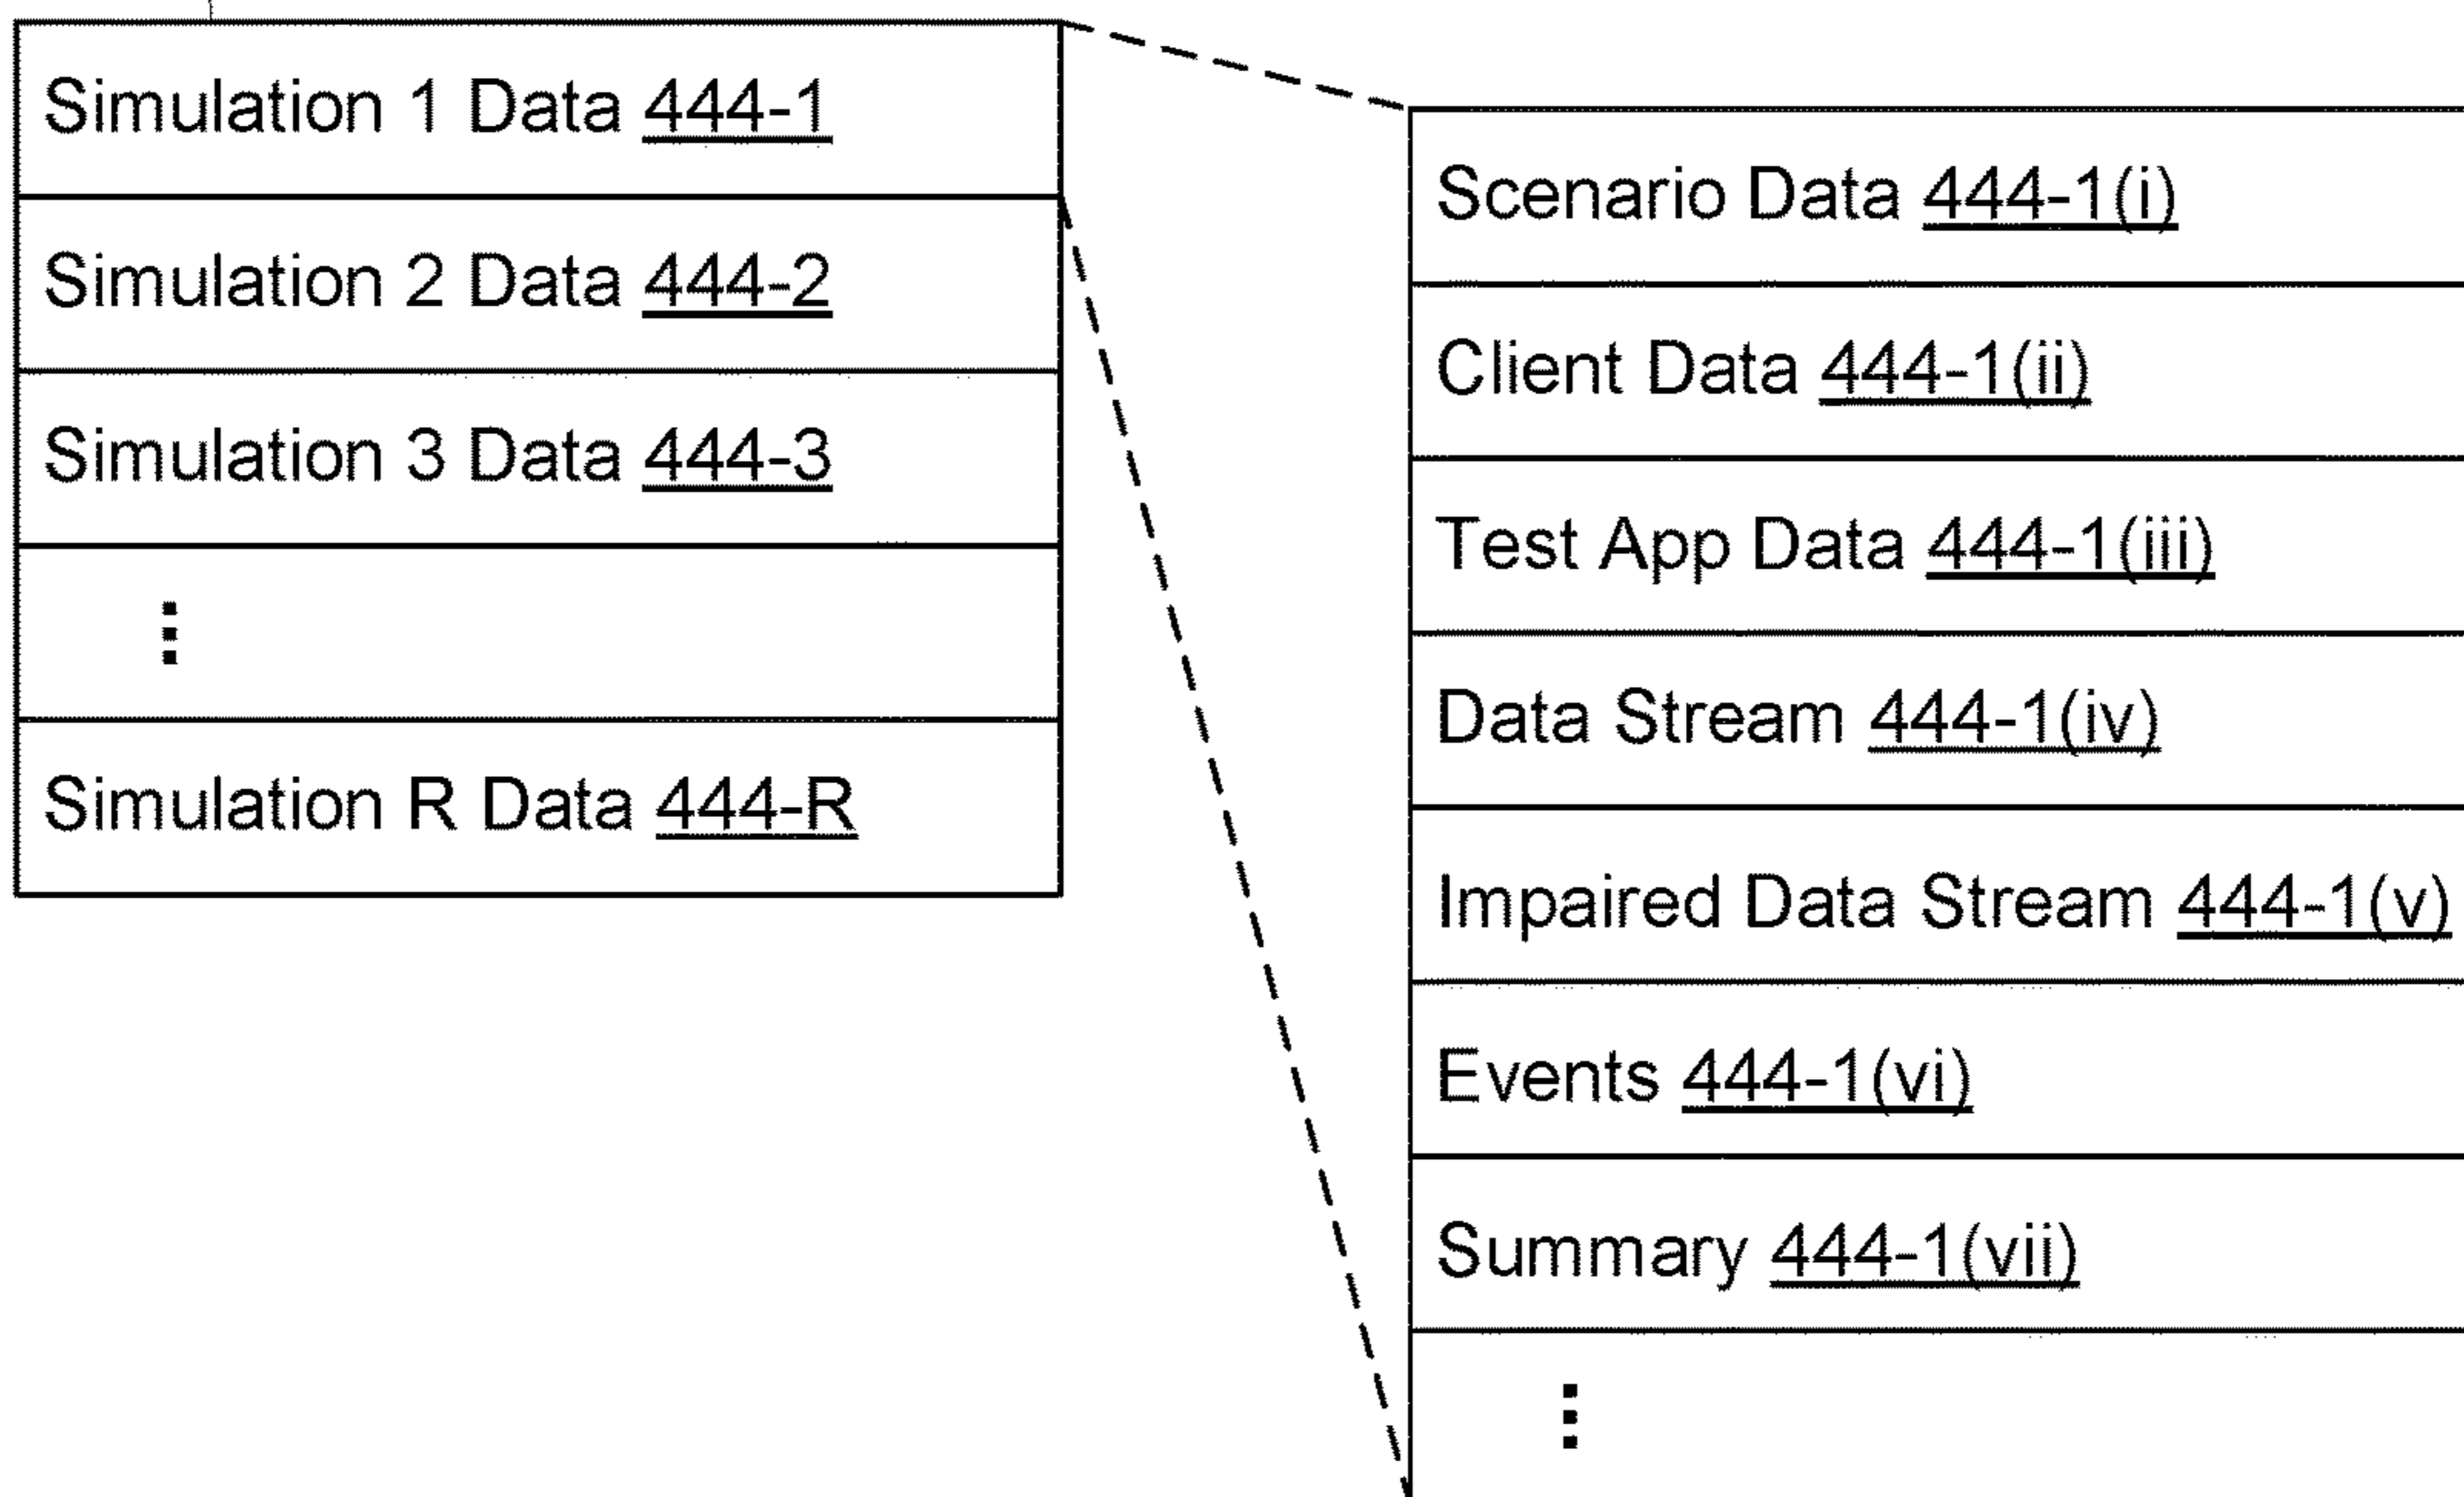 Simulation 1 Data 444-1
Simulation 2 Data 444-2
Simulation 3 Data 444-3
Simulation R Data 444-R
Scenario Data 444-1(i)
Client Data 444-1(ii)
Test App Data 444-1(iii)
Data Stream 444-1(iv)
Impaired Data Stream 444-1(v)
Events 444-1(vi)
Summary 444-1(vii)